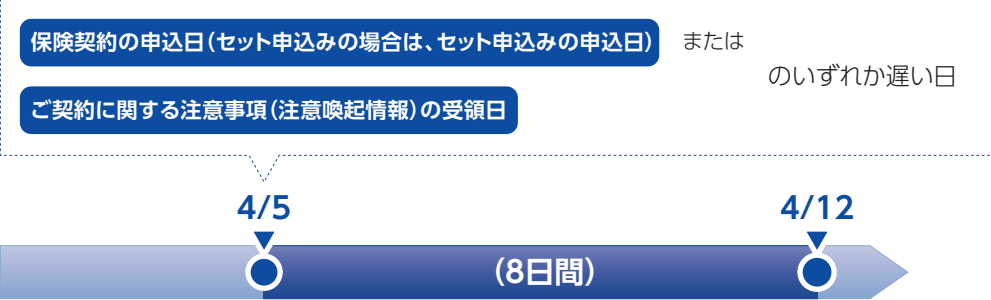 保険契約の申込日（セット申込みの場合は、セット申込みの申込日） または
ご契約に関する注意事項（注意喚起情報）の受領日
のいずれか遅い日
4/5
4/12
（8日間）